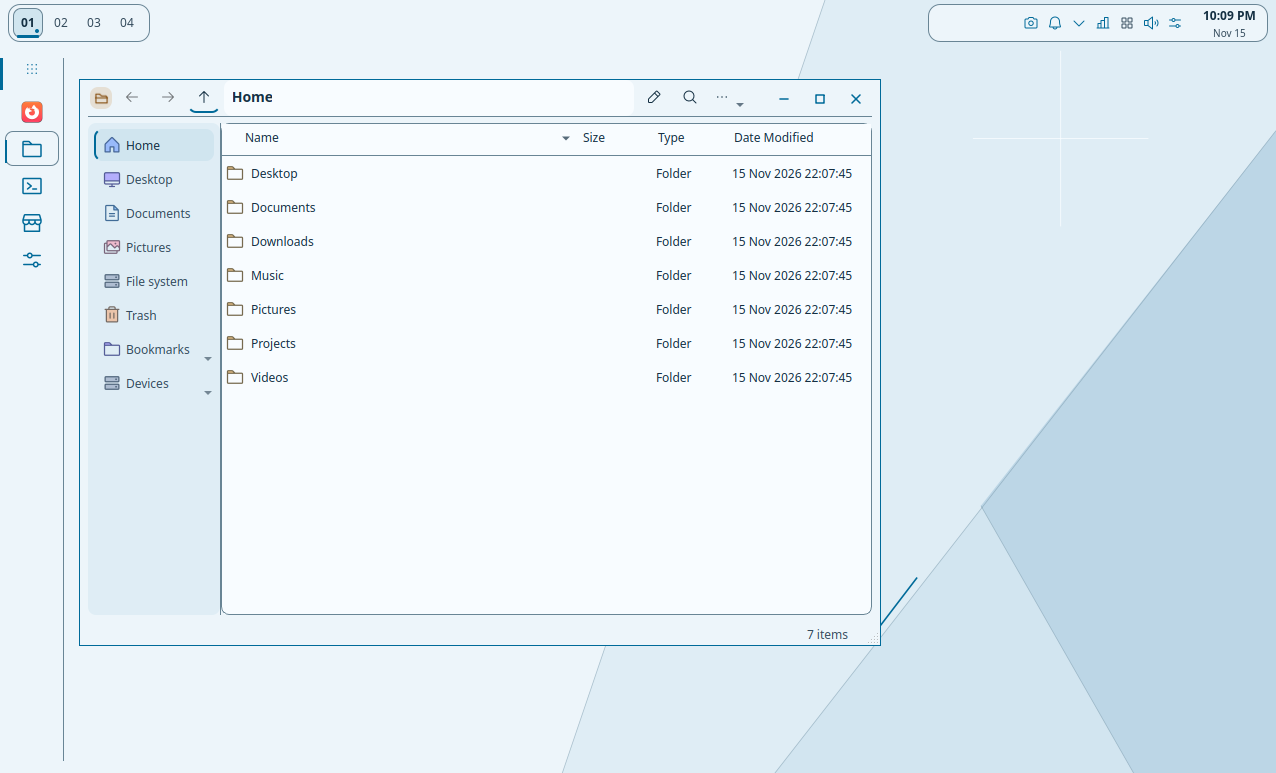 01 02 03 04
10:09 PM
Nov 15
Home
Name Size Type Date Modified
Home
Desktop
Documents
Pictures
File system
Trash
Bookmarks
Devices
Desktop Folder 15 Nov 2026 22:07:45
Documents Folder 15 Nov 2026 22:07:45
Downloads Folder 15 Nov 2026 22:07:45
Music Folder 15 Nov 2026 22:07:45
Pictures Folder 15 Nov 2026 22:07:45
Projects Folder 15 Nov 2026 22:07:45
Videos Folder 15 Nov 2026 22:07:45
7 items